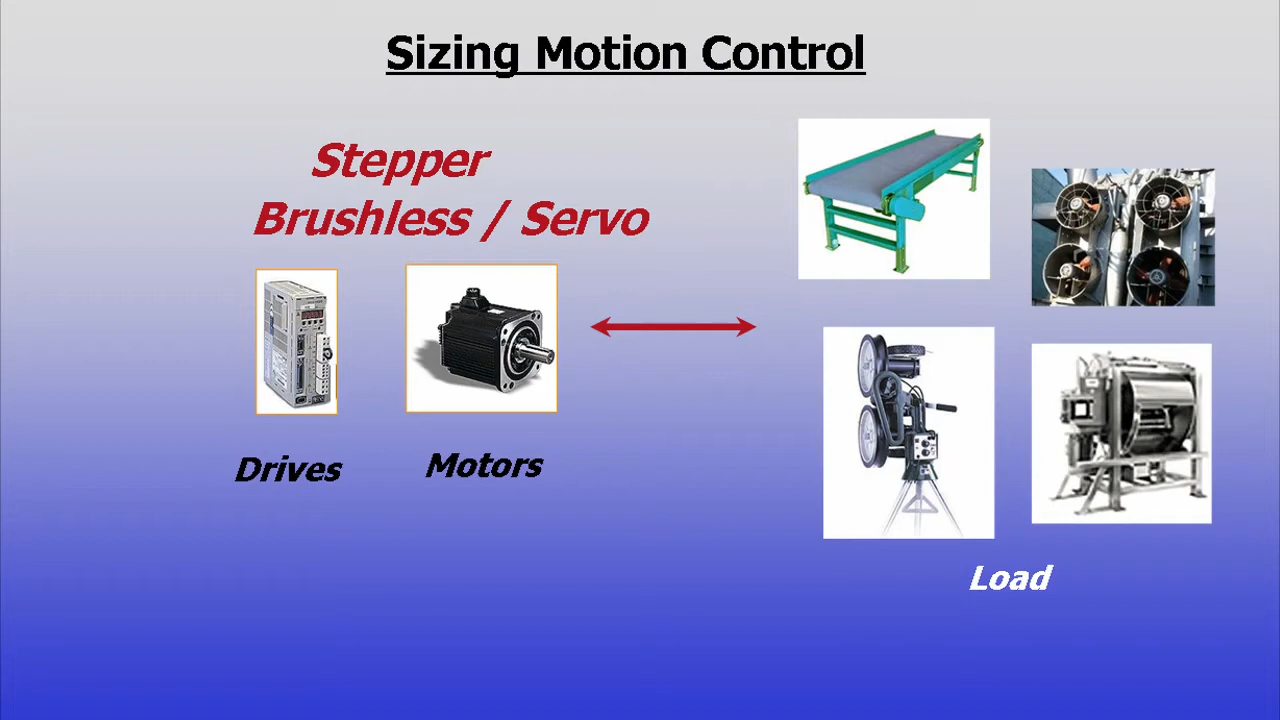 Sizing Motion Control
Stepper
Brushless / Servo
Drives
Motors
Load